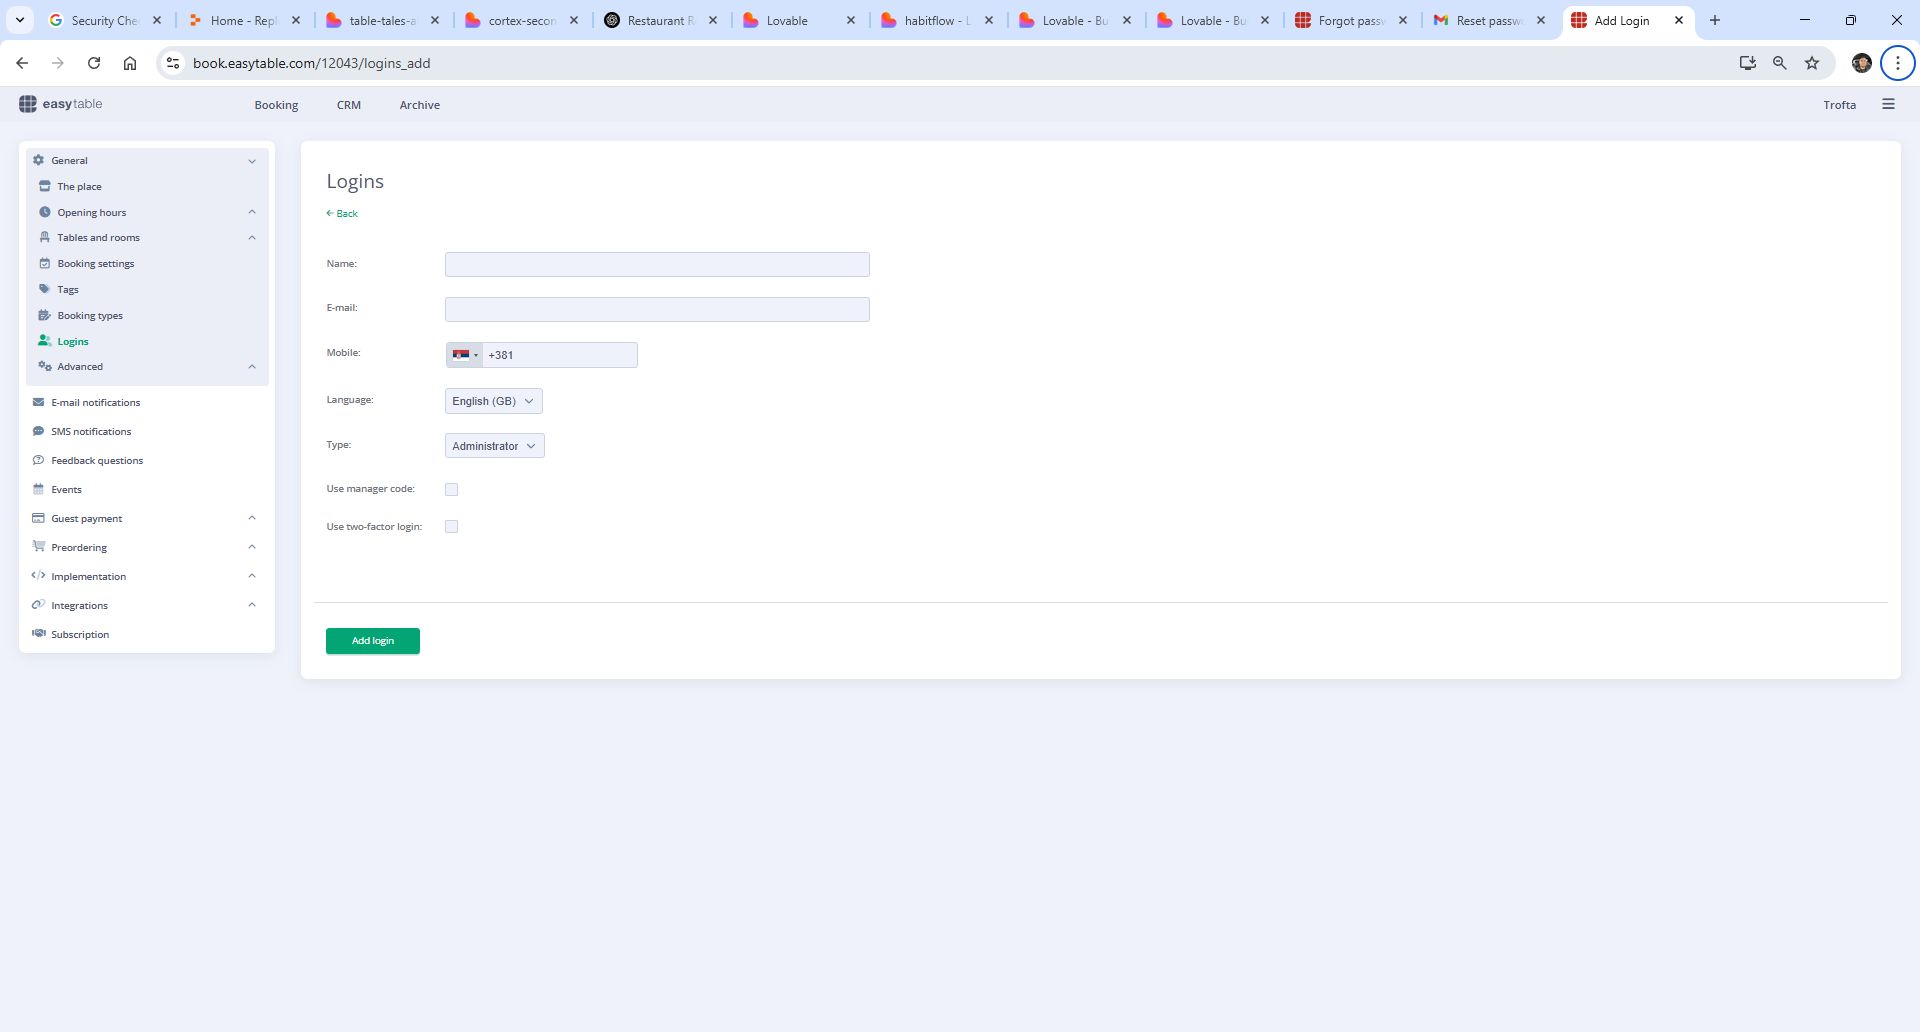 Security Che
Home - Repl
table-tales-a
cortex-secon
Restaurant R
Lovable
habitflow - L
Lovable - Bu
Lovable - Bu
Forgot passw
Reset passwo
Add Login
book.easytable.com/12043/logins_add
easytable
Booking
CRM
Archive
Trofta
General
The place
Opening hours
Tables and rooms
Booking settings
Tags
Booking types
Logins
Advanced
E-mail notifications
SMS notifications
Feedback questions
Events
Guest payment
Preordering
Implementation
Integrations
Subscription
Logins
← Back
Name:
E-mail:
Mobile:
+381
Language:
English (GB)
Type:
Administrator
Use manager code:
Use two-factor login:
Add login